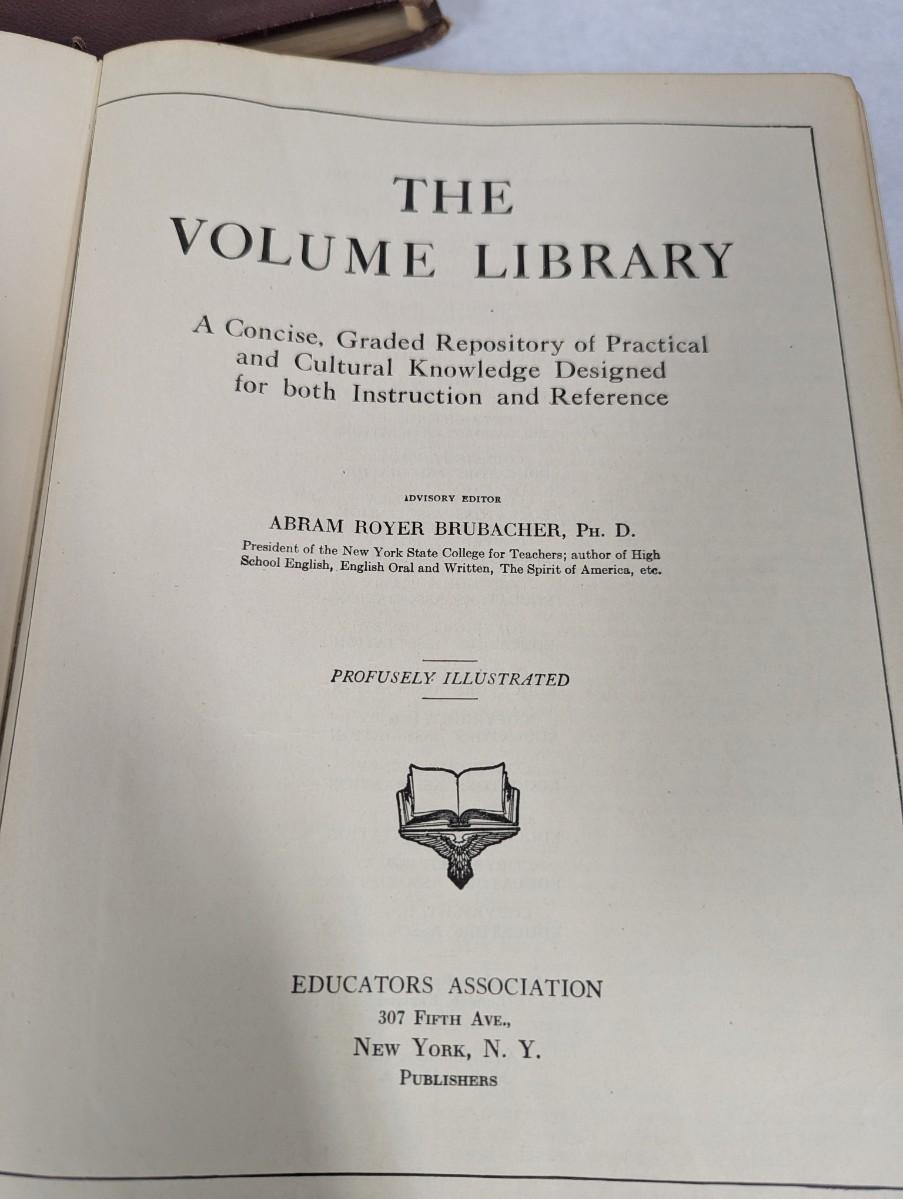 THE
VOLUME LIBRARY
A Concise, Graded Repository of Practical
and Cultural Knowledge Designed
for both Instruction and Reference
ADVISORY EDITOR
ABRAM ROYER BRUBACHER, PH. D.
President of the New York State College for Teachers; author of High
School English, English Oral and Written, The Spirit of America, etc.
PROFUSELY ILLUSTRATED
EDUCATORS ASSOCIATION
307 FIFTH AVE.,
NEW YORK, N. Y.
PUBLISHERS